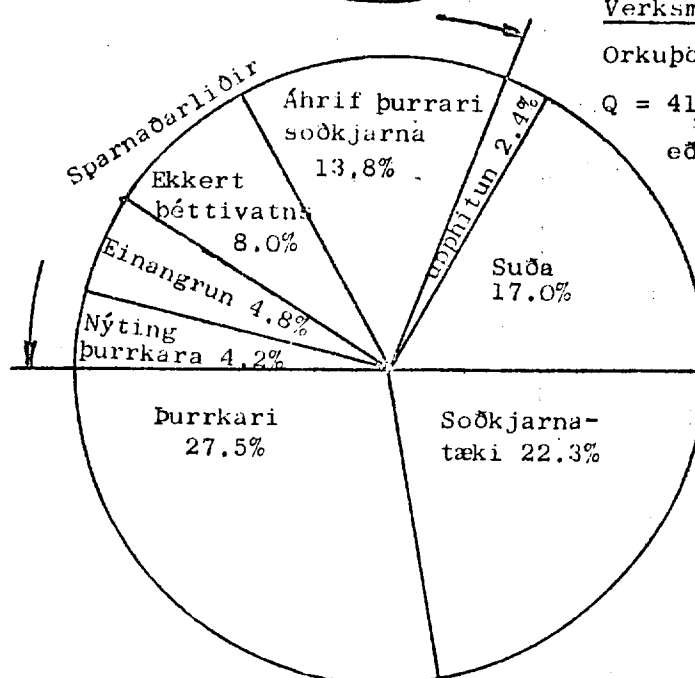 Verksm
Orkuþö
Q = 41
eð
Sparnaðarliðir
Áhrif þurrari
soðkjarna
13,8%
upphitun 2.4%
Ekkert
þéttivatns
8.0%
Einangrun 4.8%
Nýting
þurrkara 4.2%
Suða
17.0%
Þurrkari
27.5%
Soðkjarna-
tæki 22.3%